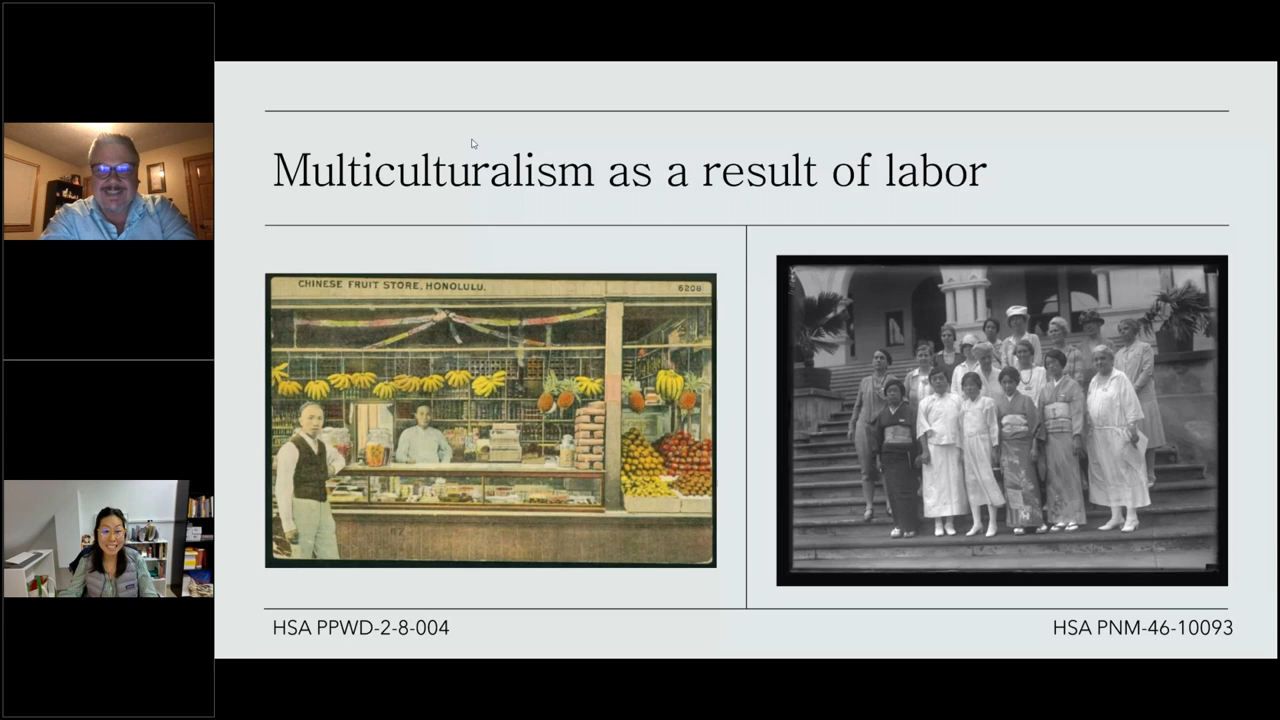 Multiculturalism as a result of labor
CHINESE FRUIT STORE, HONOLULU.
6208
HSA PPWD-2-8-004
HSA PNM-46-10093